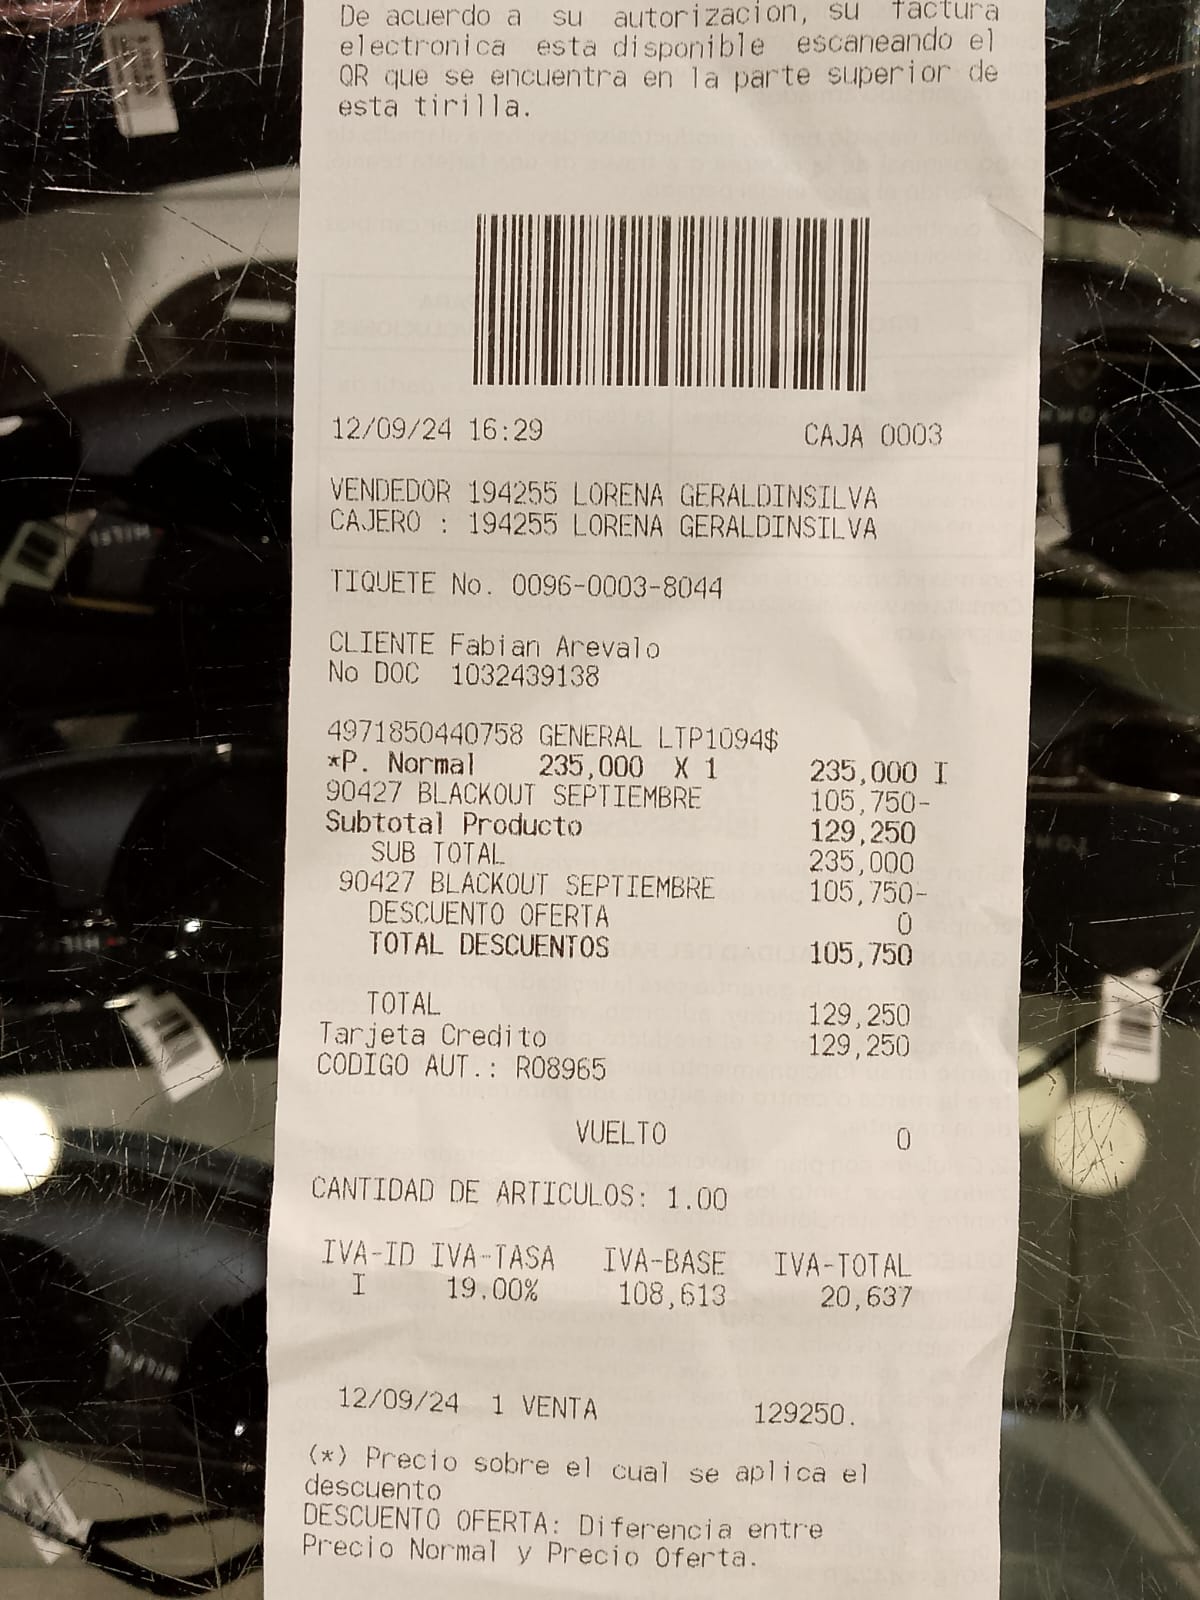 De acuerdo a su autorizacion, su factura
electronica esta disponible escaneando el
QR que se encuentra en la parte superior de
esta tirilla.
12/09/24 16:29 CAJA 0003
VENDEDOR 194255 LORENA GERALDINSILVA
CAJERO : 194255 LORENA GERALDINSILVA
TIQUETE No. 0096-0003-8044
CLIENTE Fabian Arevalo
No DOC 1032439138
4971850440758 GENERAL LTP1094$
*P. Normal 235,000 X 1 235,000 I
90427 BLACKOUT SEPTIEMBRE 105,750-
Subtotal Producto 129,250
SUB TOTAL 235,000
90427 BLACKOUT SEPTIEMBRE 105,750-
DESCUENTO OFERTA 0
TOTAL DESCUENTOS 105,750
TOTAL 129,250
Tarjeta Credito 129,250
CODIGO AUT.: R08965
VUELTO 0
CANTIDAD DE ARTICULOS: 1.00
IVA-ID IVA-TASA IVA-BASE IVA-TOTAL
I 19.00% 108,613 20,637
12/09/24 1 VENTA 129250.
(*) Precio sobre el cual se aplica el
descuento
DESCUENTO OFERTA: Diferencia entre
Precio Normal y Precio Oferta.